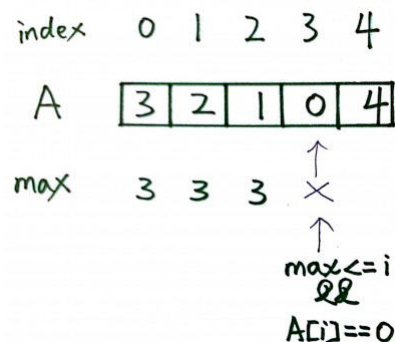 index 0 1 2 3 4
A 3 2 1 0 4
max 3 3 3 ×
max<=i
&&
A[i]==0